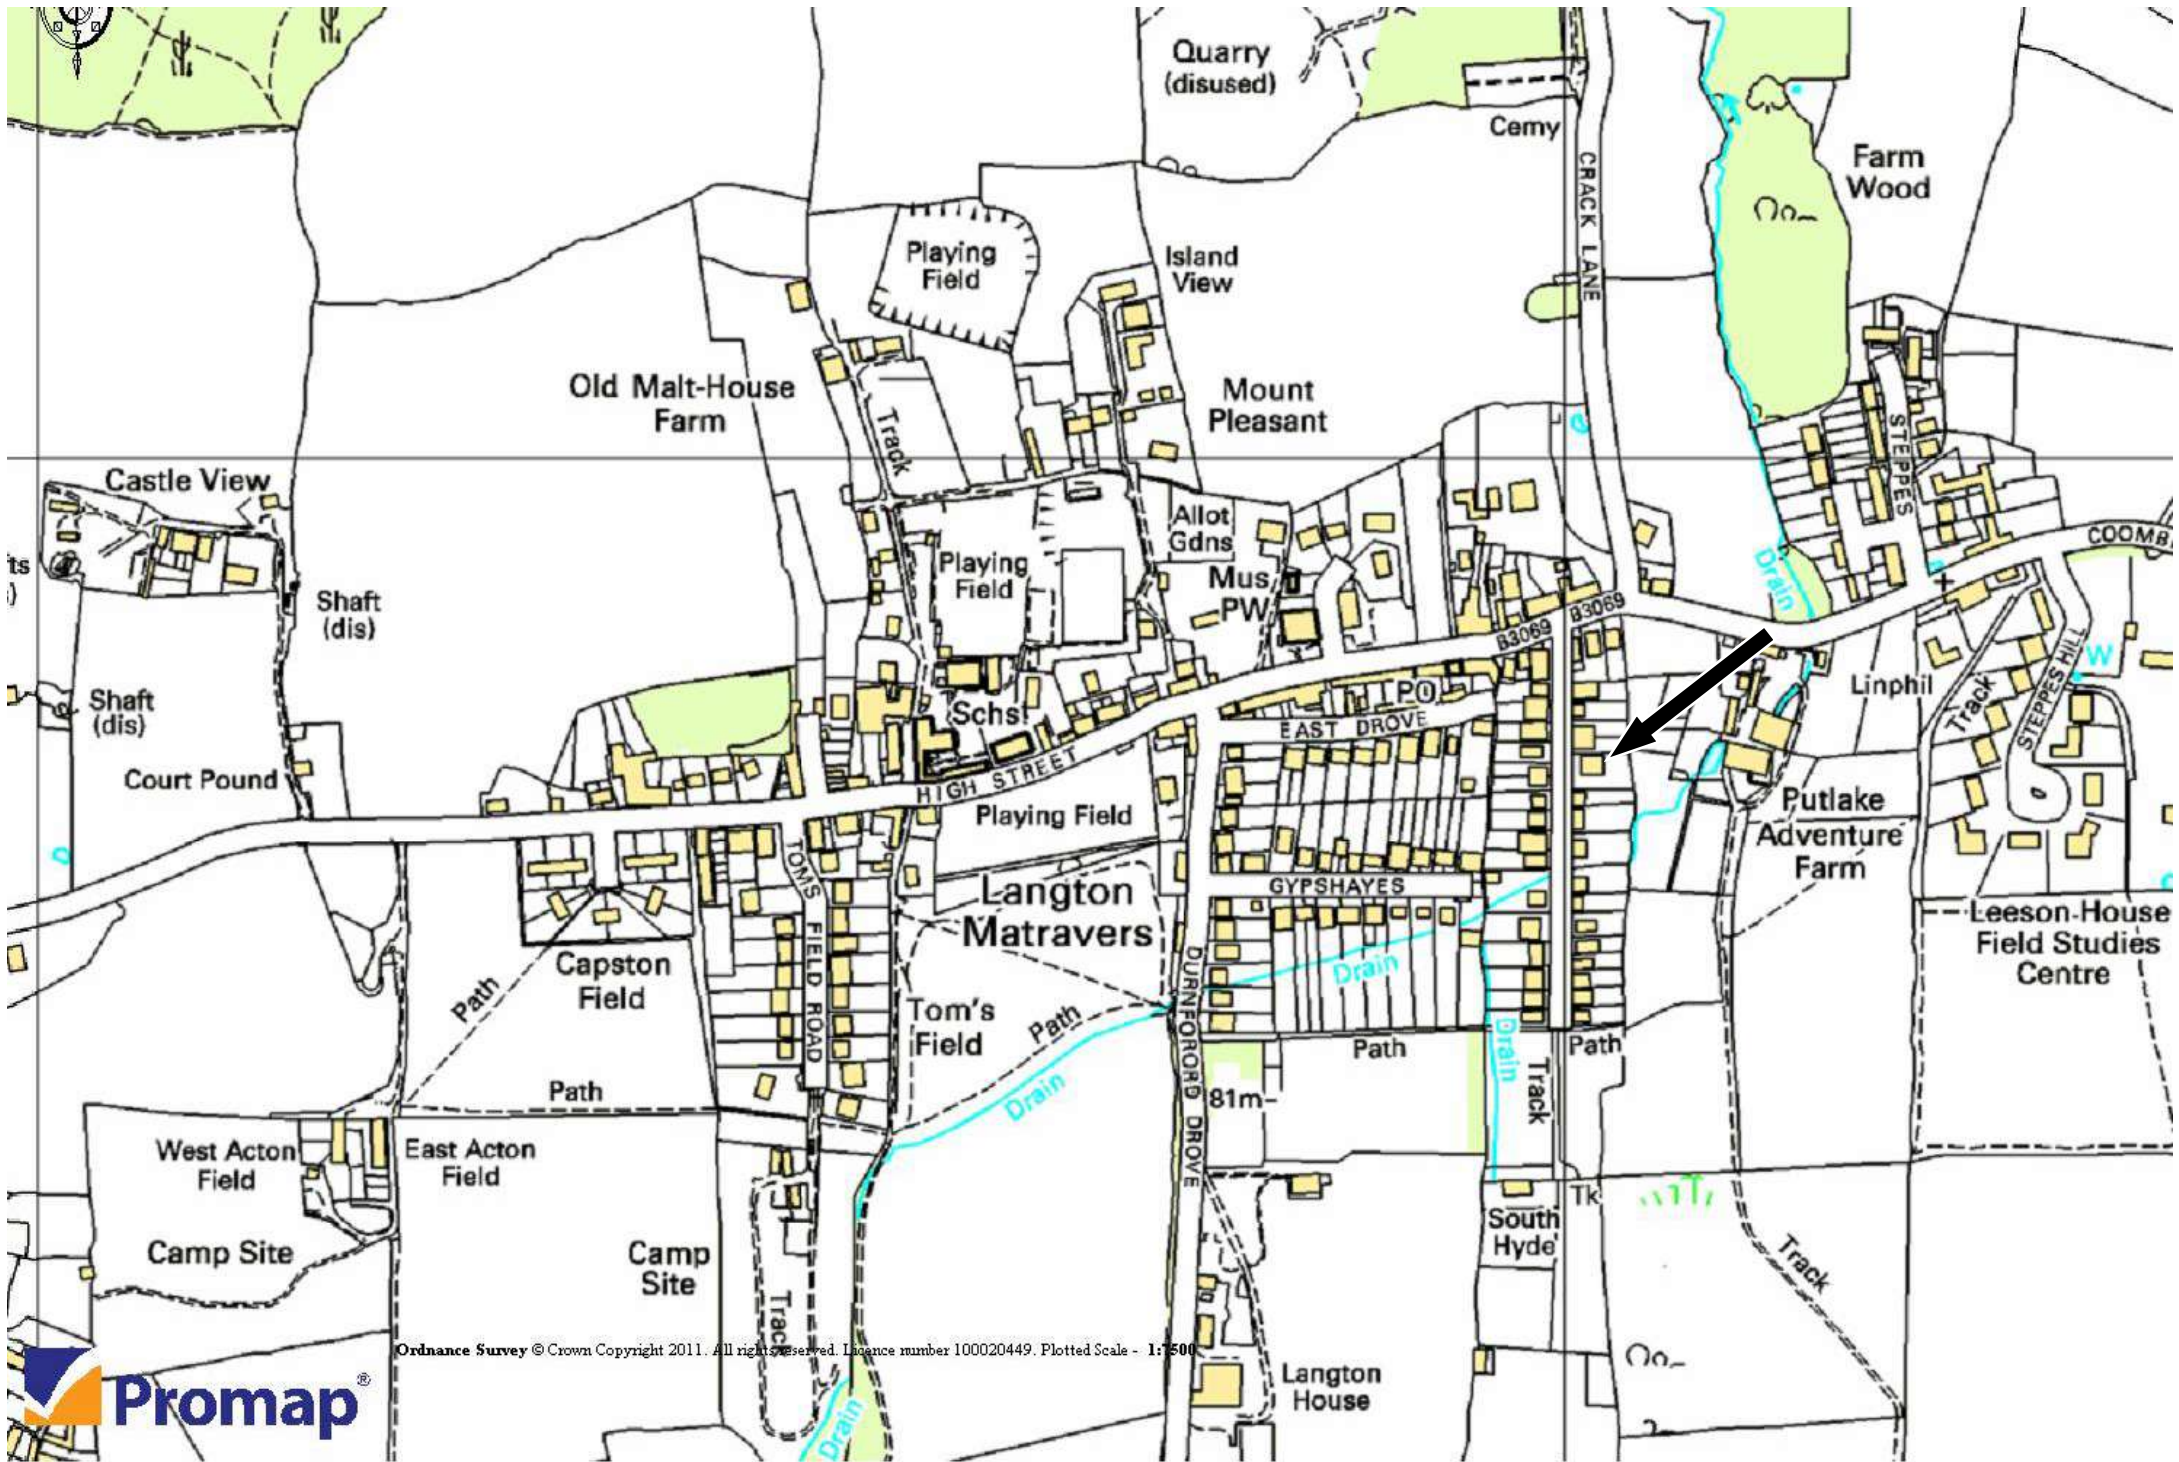 Quarry
(disused)
Cemy
CRACK LANE
Farm
Wood
Playing
Field
Island
View
Old Malt-House
Farm
Track
Mount
Pleasant
STEPPES
Castle View
Allot
Gdns
COOMB
ts
)
Playing
Field
Mus
PW
Drain
Shaft
(dis)
B3069
B3069
Shaft
(dis)
Schs
PO
EAST DROVE
Linphil
Track
STEPPES HILL
W
Court Pound
HIGH STREET
Playing Field
Putlake
Adventure
Farm
TOMS FIELD ROAD
Langton
Matravers
GYPSHAYES
Leeson House
Field Studies
Centre
Capston
Field
Path
Tom's
Field
Path
Drain
DURNFORORD DROVE
Drain
Drain
Path
Path
Track
Path
81m
West Acton
Field
East Acton
Field
Tk
South
Hyde
Camp Site
Camp
Site
Track
Track
Ordnance Survey © Crown Copyright 2011. All rights reserved. Licence number 100020449. Plotted Scale - 1:7500
Langton
House
Drain
Promap®